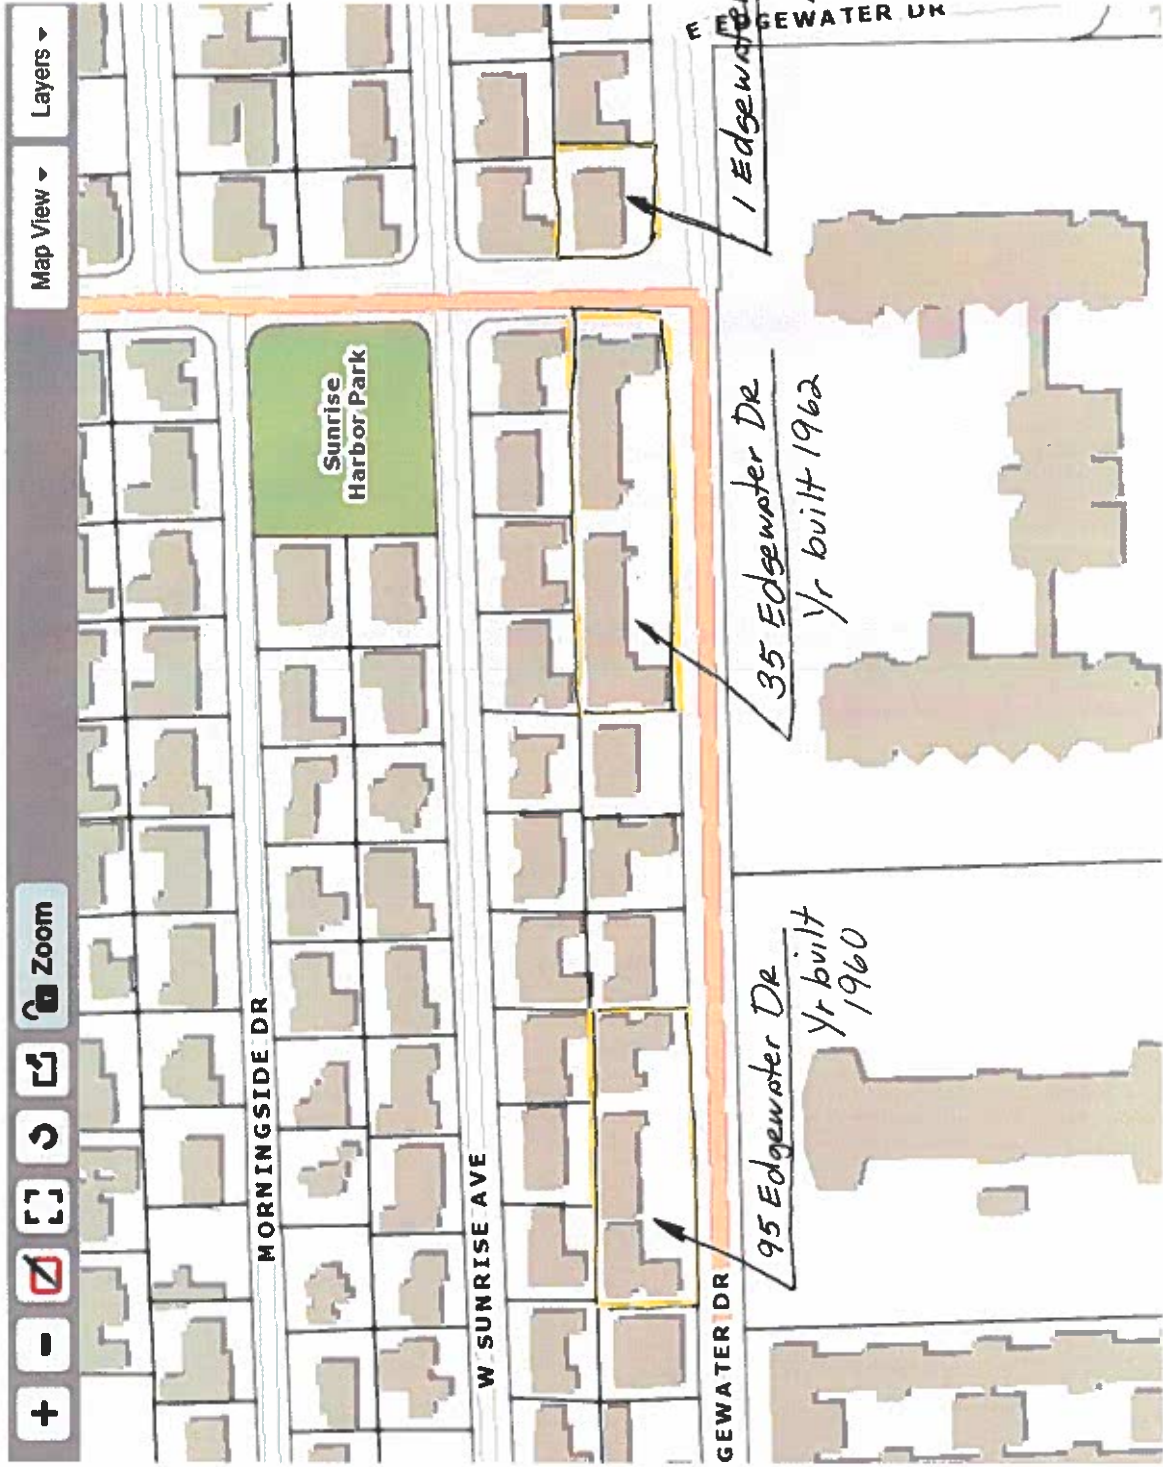 Zoom
Map View
Layers
MORNINGSIDE DR
Sunrise
Harbor Park
W SUNRISE AVE
GEWATER DR
E EDGEWATER DR
95 Edgewater Dr
Yr built
1960
35 Edgewater Dr
Yr built 1962
1 Edgewater